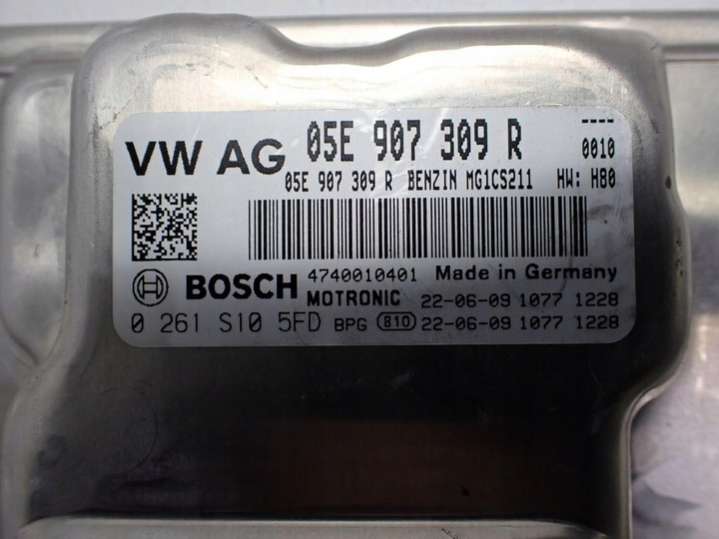 VW AG 05E 907 309 R ----
0010
05E 907 309 R BENZIN MG1CS211 HW: H80
BOSCH 4740010401 Made in Germany
MOTRONIC 22-06-09 1077 1228
0 261 S10 5FD BPG 810 22-06-09 1077 1228